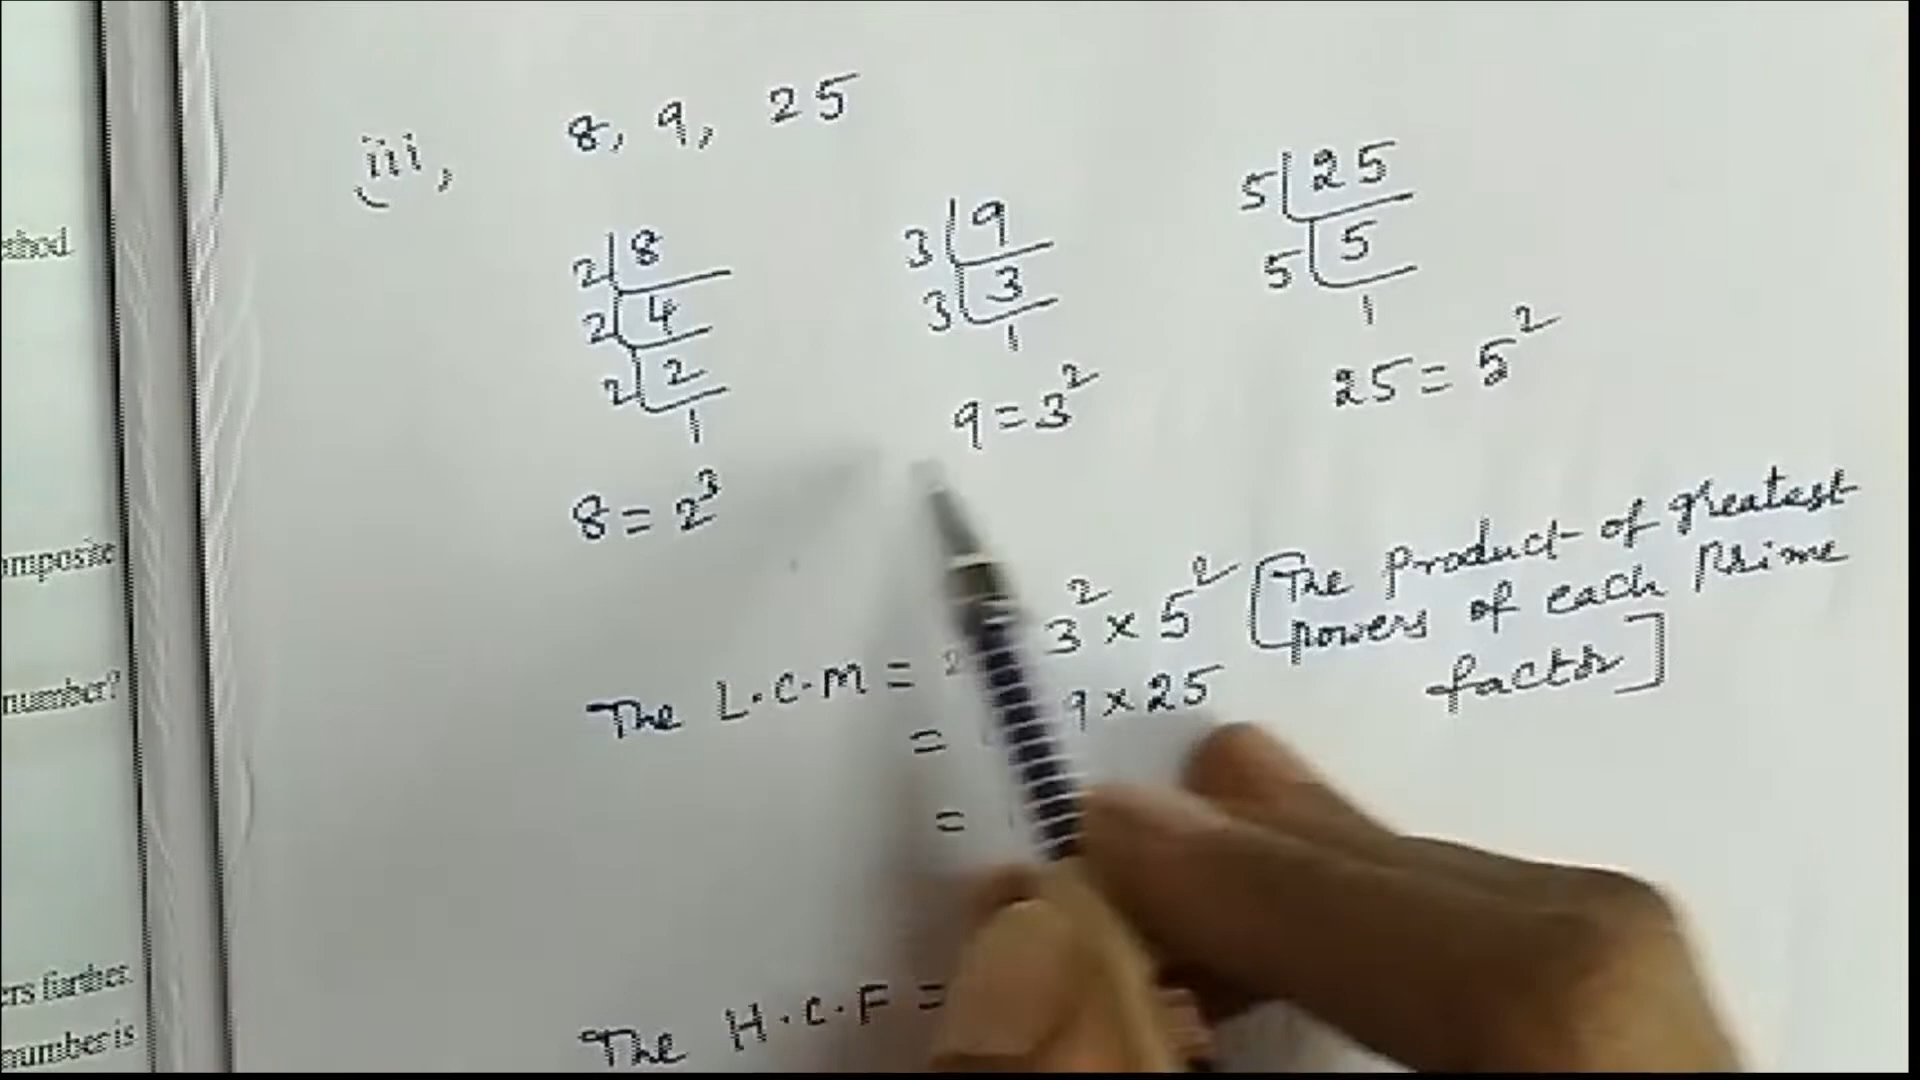 (iii, 8, 9, 25
2 8
2 4
2 2
1
8 = 2³
3 9
3 3
1
9 = 3²
5 25
5 5
1
25 = 5²
The L.C.M = 2 3² × 5² [The Product of greatest
powers of each Prime
factor]
= 9 × 25
=
The H.C.F =
ethod.
omposite
number?
ers further.
number is